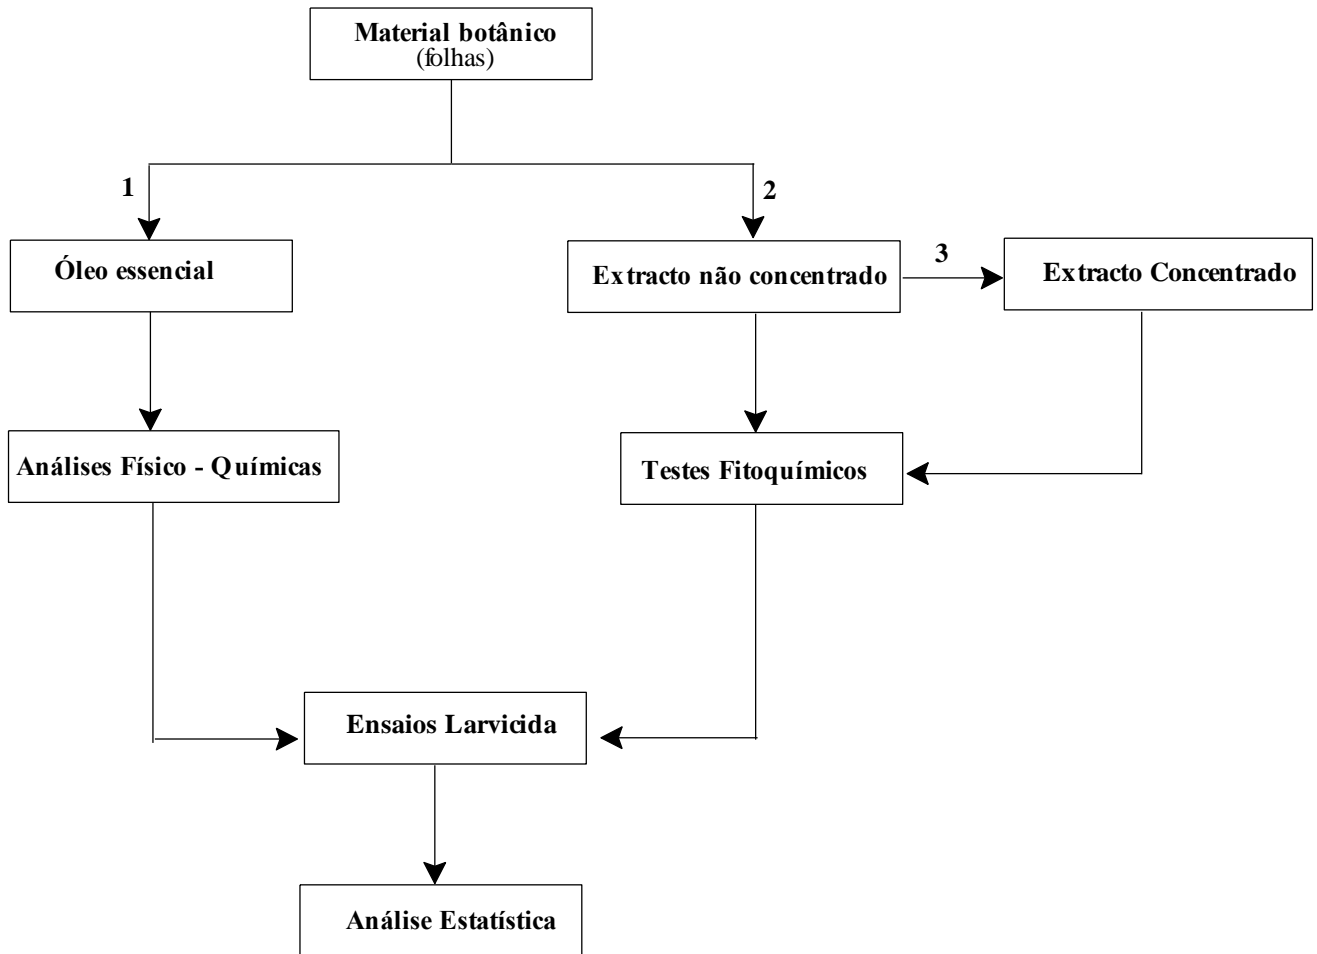 Material botânico
(folhas)
1
2
Óleo essencial
Extracto não concentrado
3
Extracto Concentrado
Análises Físico - Químicas
Testes Fitoquímicos
Ensaios Larvicida
Análise Estatística